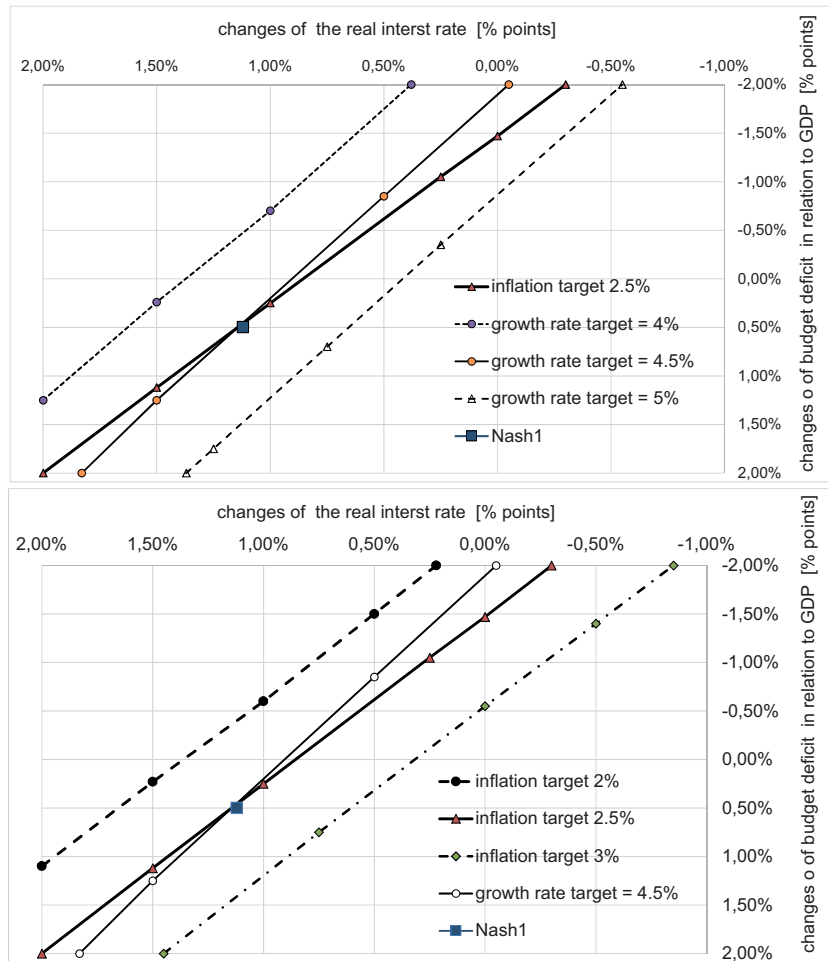 changes of the real interst rate [% points]
2,00% 1,50% 1,00% 0,50% 0,00% -0,50% -1,00%
-2,00%
-1,50%
-1,00%
-0,50%
0,00%
0,50%
1,00%
1,50%
2,00%
changes o of budget deficit in relation to GDP [% points]
inflation target 2.5%
growth rate target = 4%
growth rate target = 4.5%
growth rate target = 5%
Nash1
changes of the real interst rate [% points]
2,00% 1,50% 1,00% 0,50% 0,00% -0,50% -1,00%
-2,00%
-1,50%
-1,00%
-0,50%
0,00%
0,50%
1,00%
1,50%
2,00%
changes o of budget deficit in relation to GDP [% points]
inflation target 2%
inflation target 2.5%
inflation target 3%
growth rate target = 4.5%
Nash1